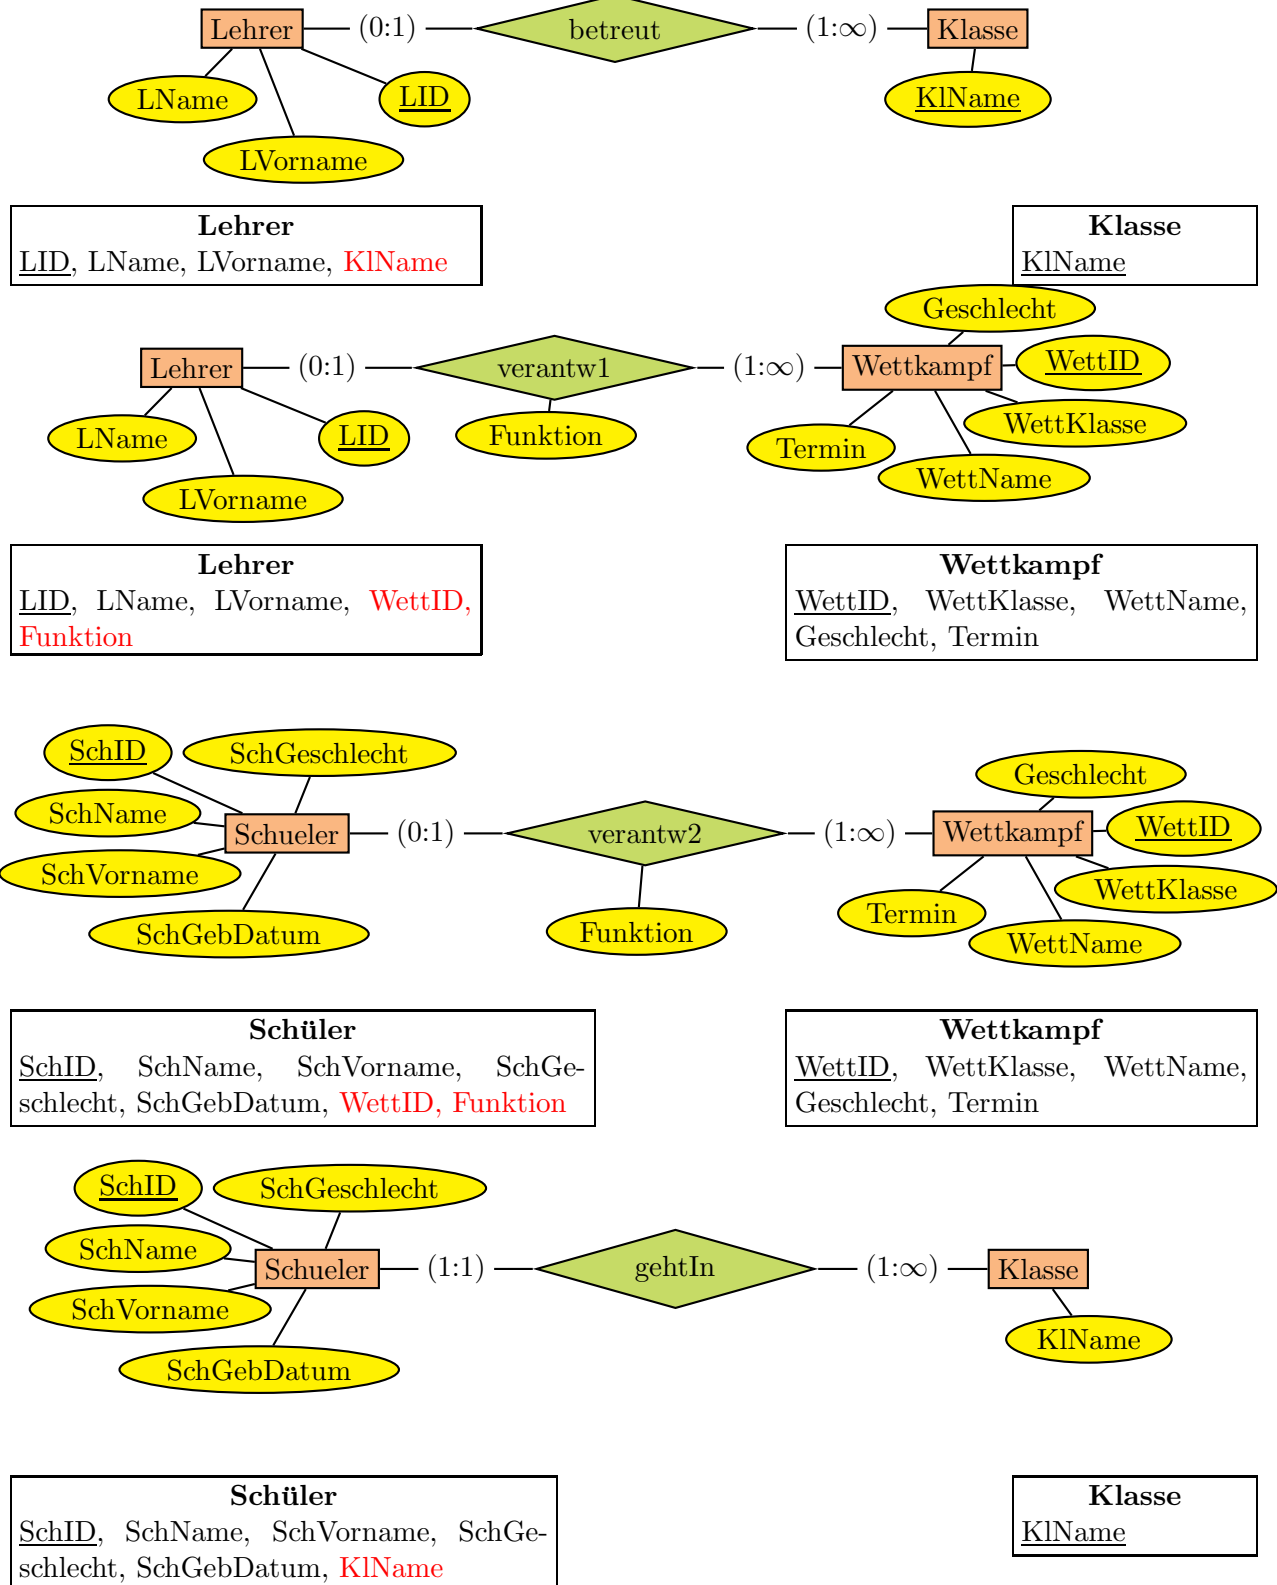 Lehrer (0:1) betreut (1:∞) Klasse
LName LID KlName
LVorname
Lehrer
LID, LName, LVorname, KlName
Klasse
KlName
Geschlecht
Lehrer (0:1) verantw1 (1:∞) Wettkampf WettID
LName LID Funktion Termin WettKlasse
LVorname WettName
Lehrer
LID, LName, LVorname, WettID,
Funktion
Wettkampf
WettID, WettKlasse, WettName,
Geschlecht, Termin
SchID SchGeschlecht Geschlecht
SchName
Schueler (0:1) verantw2 (1:∞) Wettkampf WettID
SchVorname WettKlasse
SchGebDatum Funktion Termin
WettName
Schüler
SchID, SchName, SchVorname, SchGe-
schlecht, SchGebDatum, WettID, Funktion
Wettkampf
WettID, WettKlasse, WettName,
Geschlecht, Termin
SchID SchGeschlecht
SchName
Schueler (1:1) gehtIn (1:∞) Klasse
SchVorname
KlName
SchGebDatum
Schüler
SchID, SchName, SchVorname, SchGe-
schlecht, SchGebDatum, KlName
Klasse
KlName